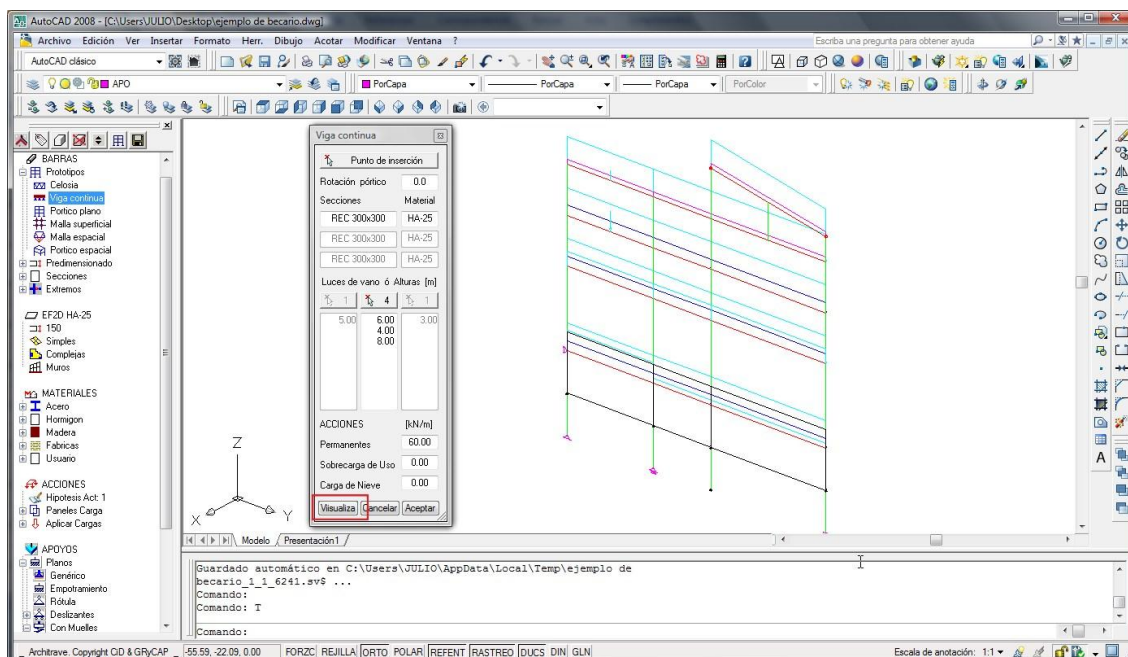 AutoCAD 2008 - [C:\Users\JULIO\Desktop\ejemplo de becario.dwg]
Archivo Edición Ver Insertar Formato Herr. Dibujo Acotar Modificar Ventana ?
Escriba una pregunta para obtener ayuda
AutoCAD clásico
APO
PorCapa
PorCapa
PorCapa
PorColor
BARRAS
Prototipos
Celosia
Viga continua
Portico plano
Malla superficial
Malla espacial
Portico espacial
Predimensionado
Secciones
Extremos
EF2D HA-25
150
Simples
Complejas
Muros
MATERIALES
Acero
Hormigon
Madera
Fabricas
Usuario
ACCIONES
Hipotesis Act: 1
Paneles Carga
Aplicar Cargas
APOYOS
Planos
Genérico
Empotramiento
Rótula
Deslizantes
Con Muelles
Viga continua
Punto de inserción
Rotación pórtico 0.0
Secciones Material
REC 300x300 HA-25
REC 300x300 HA-25
REC 300x300 HA-25
Luces de vano ó Alturas [m]
1 4 1
5.00 6.00 3.00
4.00
8.00
ACCIONES [kN/m]
Permanentes 60.00
Sobrecarga de Uso 0.00
Carga de Nieve 0.00
Visualiza Cancelar Aceptar
Z
X
Y
Modelo Presentación1
Guardado automático en C:\Users\JULIO\AppData\Local\Temp\ejemplo de
becario_1_1_6241.sv$ ...
Comando:
Comando: T
Comando:
Architrave. Copyright CiD & GRyCAP
-55.59, -22.09, 0.00 FORZC REJILLA ORTO POLAR REFENT RASTREO DUCS DIN GLN
Escala de anotación: 1:1